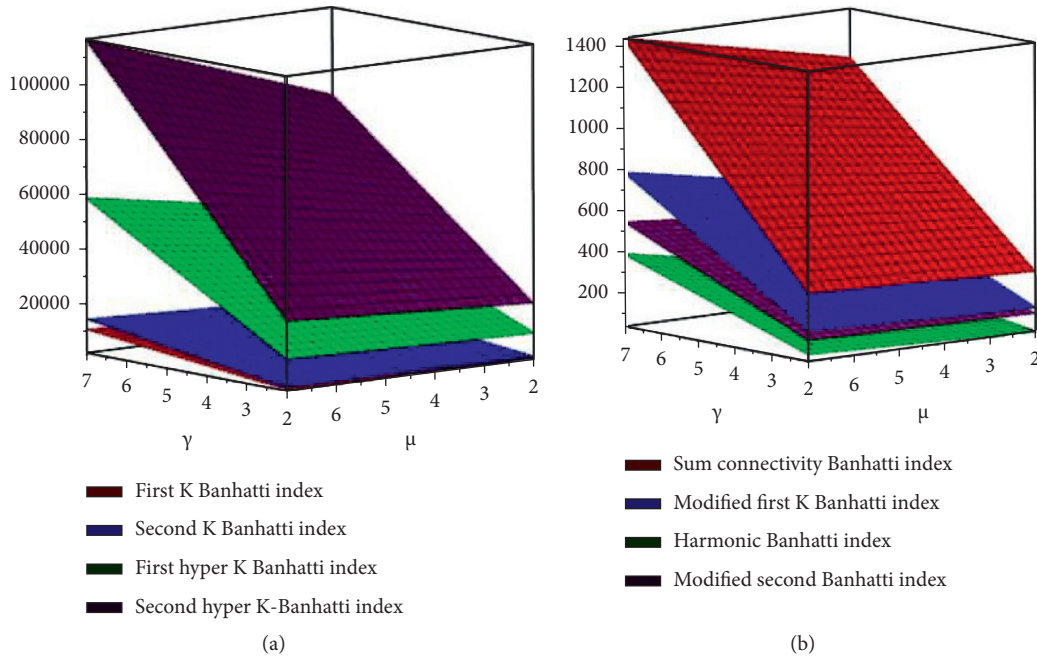 100000
80000
60000
40000
20000
7
6
5
4
3
2
6
5
4
3
2
γ
μ
First K Banhatti index
Second K Banhatti index
First hyper K Banhatti index
Second hyper K-Banhatti index
(a)
1400
1200
1000
800
600
400
200
7
6
5
4
3
2
6
5
4
3
2
γ
μ
Sum connectivity Banhatti index
Modified first K Banhatti index
Harmonic Banhatti index
Modified second Banhatti index
(b)